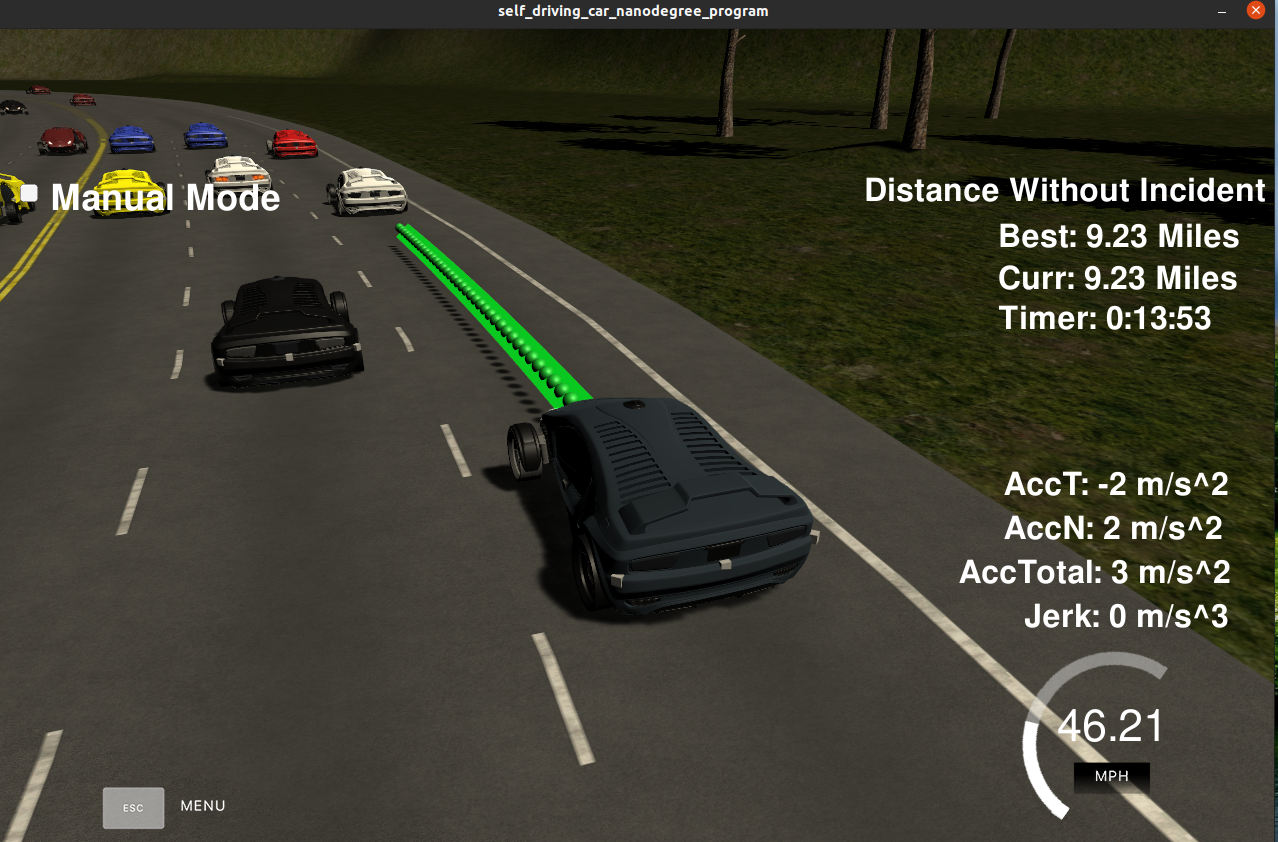 self_driving_car_nanodegree_program
Manual Mode
Distance Without Incident
Best: 9.23 Miles
Curr: 9.23 Miles
Timer: 0:13:53
AccT: -2 m/s^2
AccN: 2 m/s^2
AccTotal: 3 m/s^2
Jerk: 0 m/s^3
46.21
MPH
ESC MENU